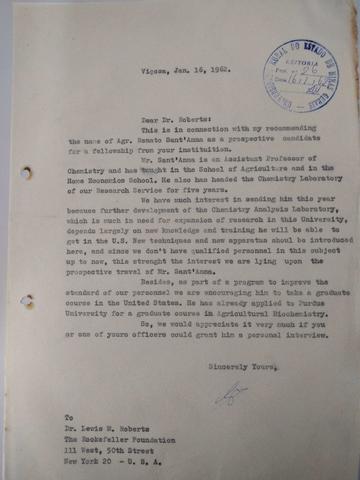 Viçosa, Jan. 16, 1962.
RURAL DO ESTADO DE MINAS GERAIS
REITORIA
26
Dear Dr. Roberts:
This is in connection with my recommending
the name of Agr. Renato Sant'Anna as a prospective candidate
for a fellowship from your instituition.
Mr. Sant'Anna is an Assistant Professor of
Chemistry and has taught in the School of Agriculture and in the
Home Economics School. He also has headed the Chemistry Laboratory
of our Research Service for five years.
We have much interest in sending him this year
because further development of the Chemistry Analysis Laboratory,
which is much in need for expansion of research in this University,
depends largely on new knowledge and training he will be able to
get in the U.S. New techniques and new apparatus should be introduced
here, and since we don't have qualified personnel in this subject
up to now, this strenght the interest we are lying upon the
prospective travel of Mr. Sant'Anna.
Besides, as part of a program to improve the
standard of our personnel we are encouraging him to take a graduate
course in the United States. He has already applied to Purdue
University for a graduate course in Agricultural Biochemistry.
So, we would appreciate it very much if you
or one of yours officers could grant him a personal interview.
Sincerely Yours,
To
Dr. Lewis M. Roberts
The Rockefeller Foundation
111 West, 50th Street
New York 20 - U. S. A.